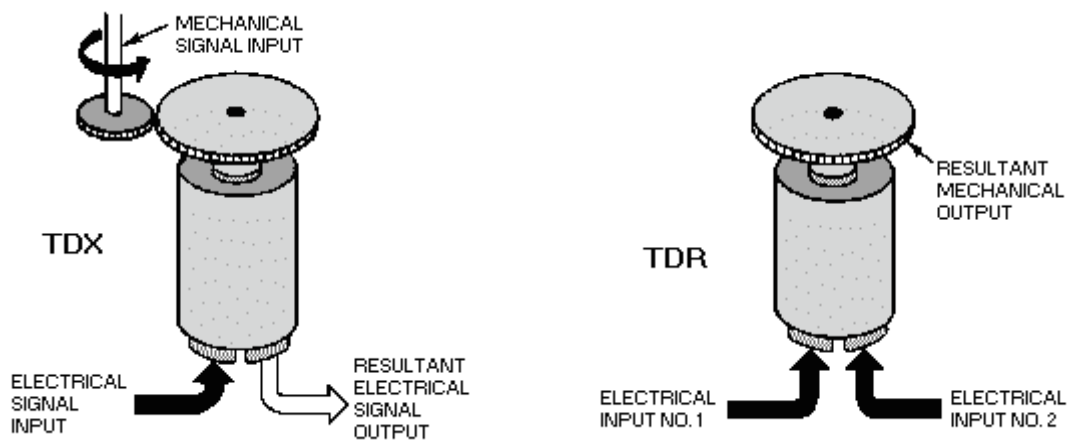 MECHANICAL
SIGNAL INPUT
TDX
ELECTRICAL
SIGNAL
INPUT
RESULTANT
ELECTRICAL
SIGNAL
OUTPUT
RESULTANT
MECHANICAL
OUTPUT
TDR
ELECTRICAL
INPUT NO.1
ELECTRICAL
INPUT NO.2